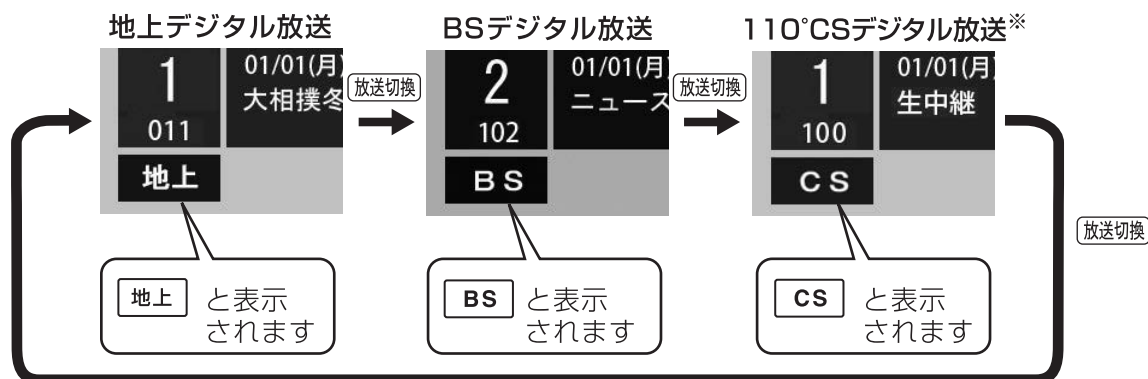 地上デジタル放送
BSデジタル放送
110°CSデジタル放送※
1
011
地上
01/01(月)
大相撲冬
放送切換
2
102
BS
01/01(月)
ニュース
放送切換
1
100
CS
01/01(月)
生中継
放送切換
地上 と表示
されます
BS と表示
されます
CS と表示
されます